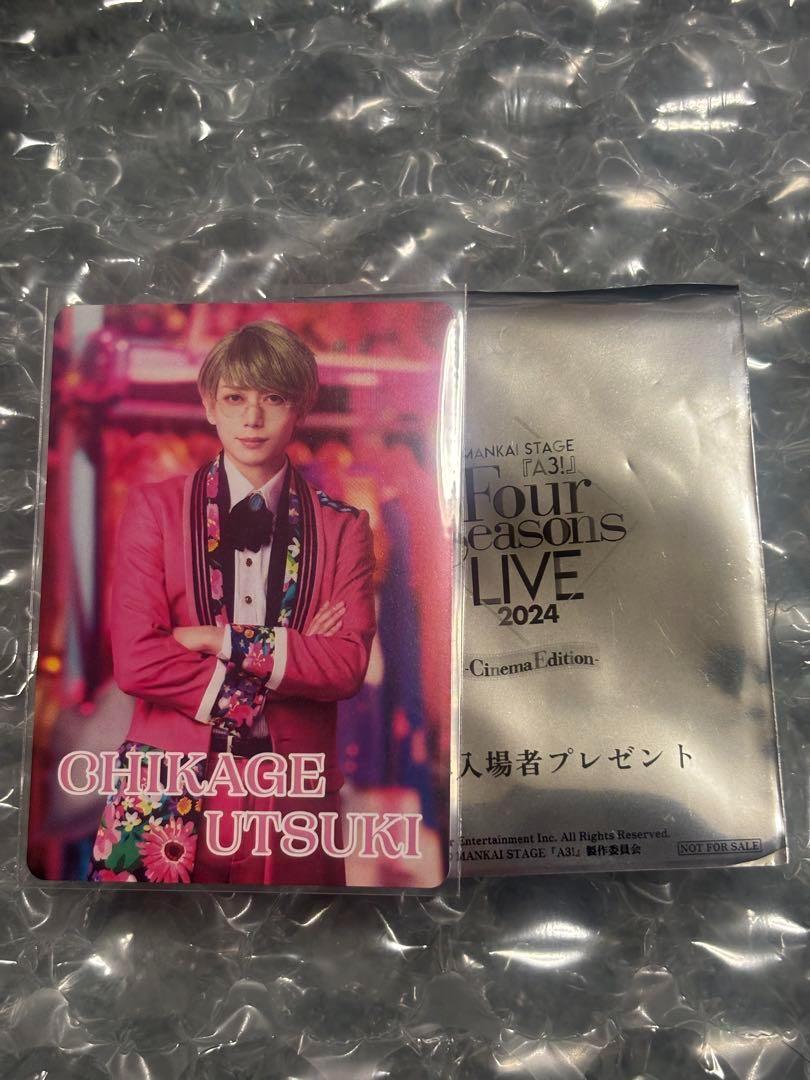 CHIKAGE
UTSUKI
MANKAI STAGE
『A3!』
Four
Seasons
LIVE
2024
-Cinema Edition-
入場者プレゼント
Entertainment Inc. All Rights Reserved.
MANKAI STAGE『A3!』製作委員会
NOT FOR SALE